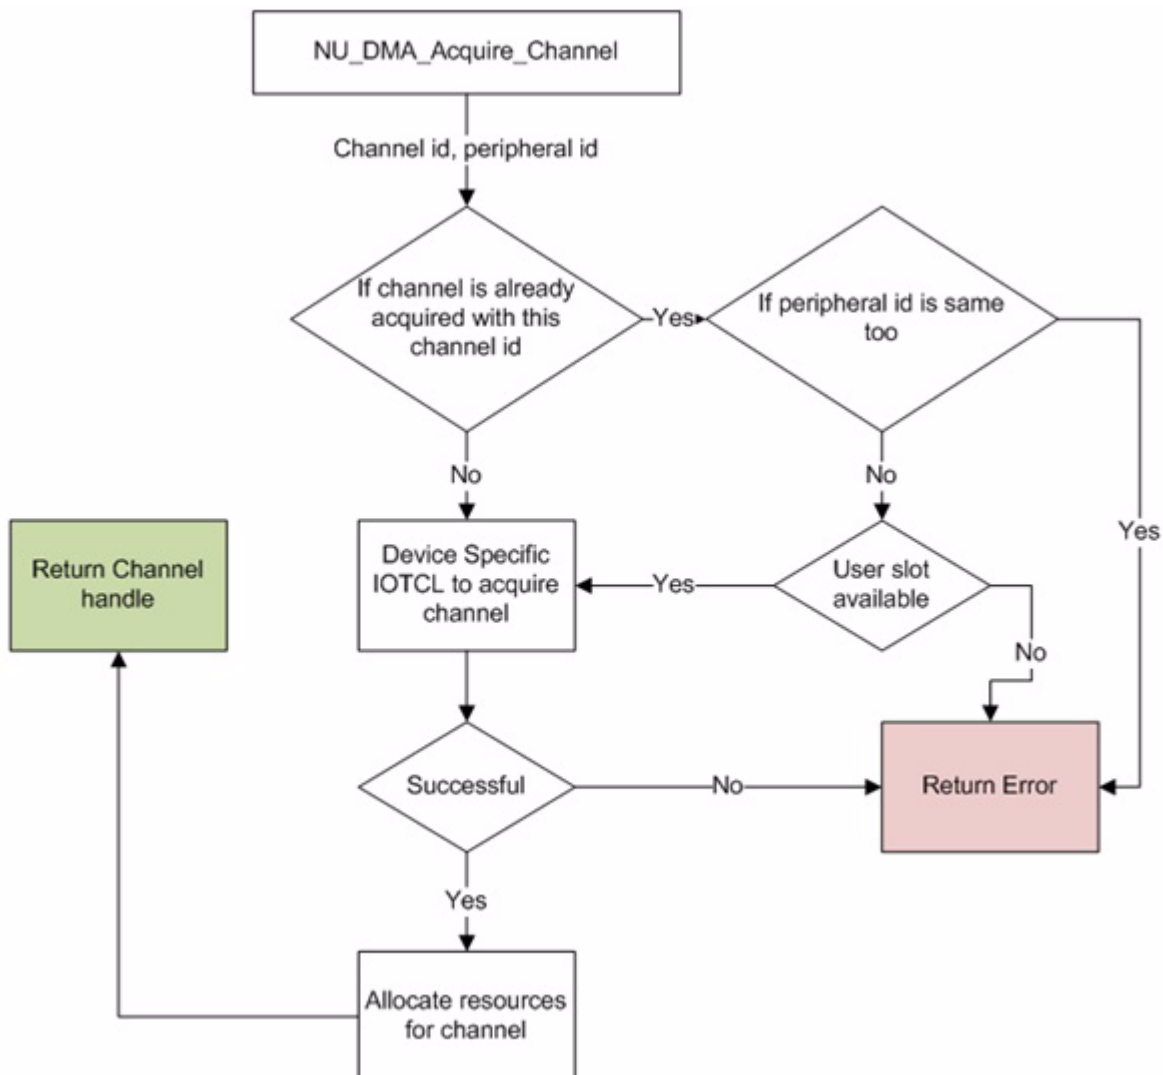 NU_DMA_Acquire_Channel
Channel id, peripheral id
If channel is already
acquired with this
channel id
Yes
If peripheral id is same
too
No
No
Yes
Return Channel
handle
Device Specific
IOTCL to acquire
channel
Yes
User slot
available
No
Successful
No
Return Error
Yes
Allocate resources
for channel